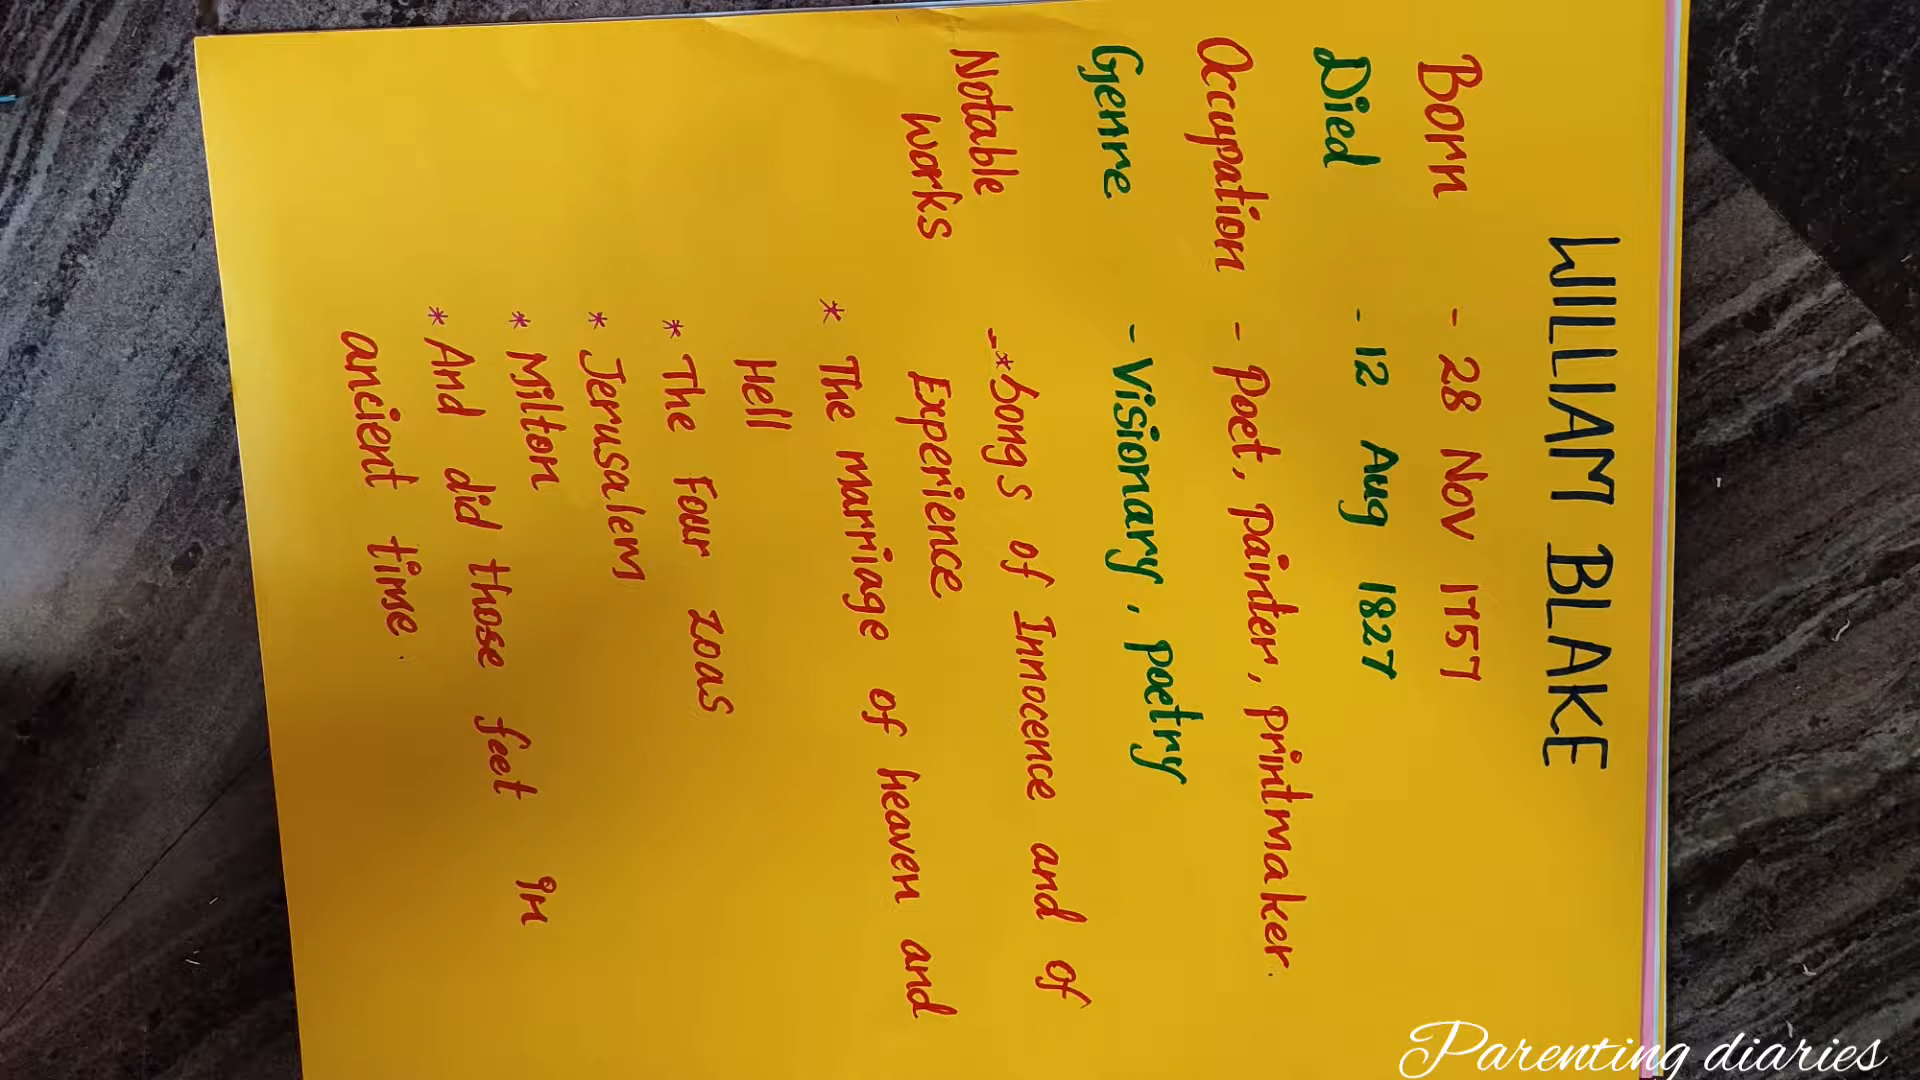 WILLIAM BLAKE
Born - 28 Nov 1757
Died - 12 Aug 1827
Occupation - Poet, Painter, printmaker.
Genre - Visionary, poetry
Notable works - * Songs of Innocence and of
Experience
* The marriage of heaven and
Hell
* The Four zoas
* Jerusalem
* Milton
* And did those feet in
ancient time.
Parenting diaries